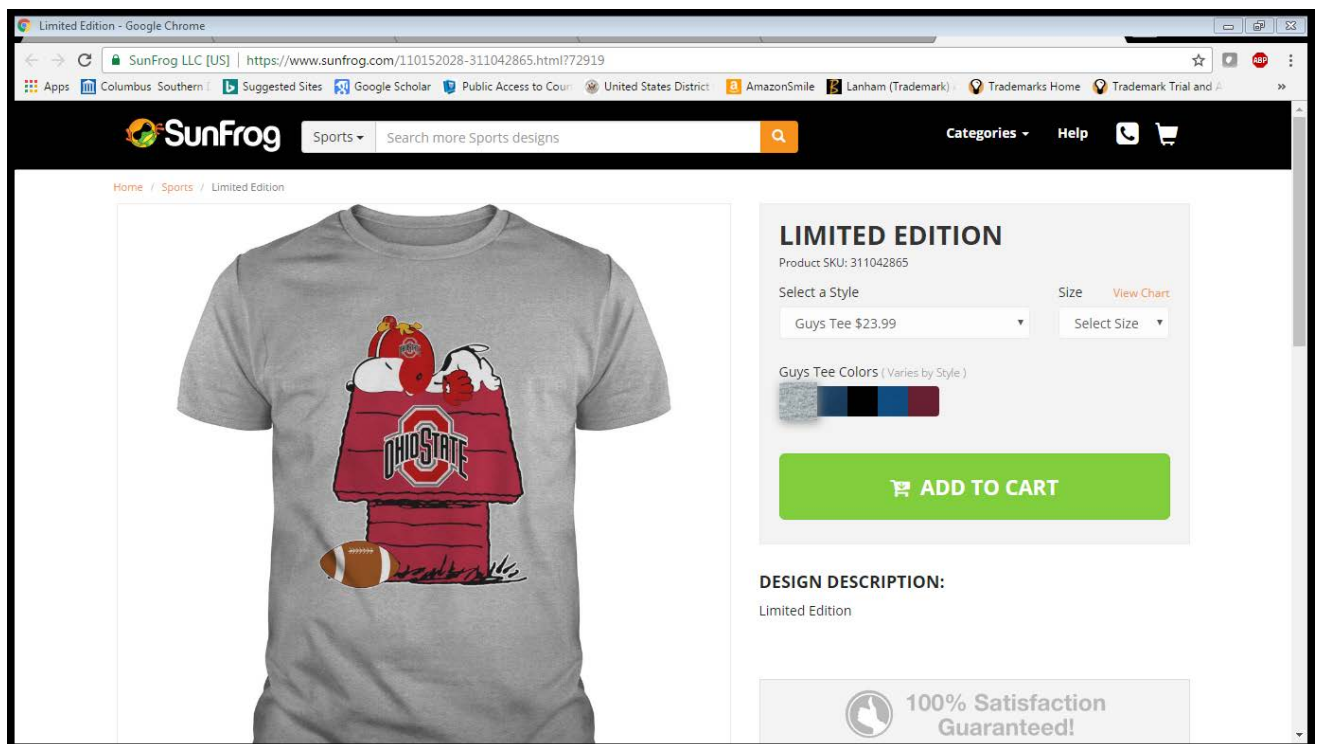 Limited Edition - Google Chrome
SunFrog LLC [US] | https://www.sunfrog.com/110152028-311042865.html?72919
ABP
Apps Columbus Southern Suggested Sites Google Scholar Public Access to Cour United States District AmazonSmile Lanham (Trademark) Trademarks Home Trademark Trial and A »
SunFrog Sports Search more Sports designs Categories Help
Home / Sports / Limited Edition
LIMITED EDITION
Product SKU: 311042865
Select a Style Size View Chart
Guys Tee $23.99 Select Size
Guys Tee Colors ( Varies by Style )
OHIO STATE
ADD TO CART
DESIGN DESCRIPTION:
Limited Edition
100% Satisfaction
Guaranteed!